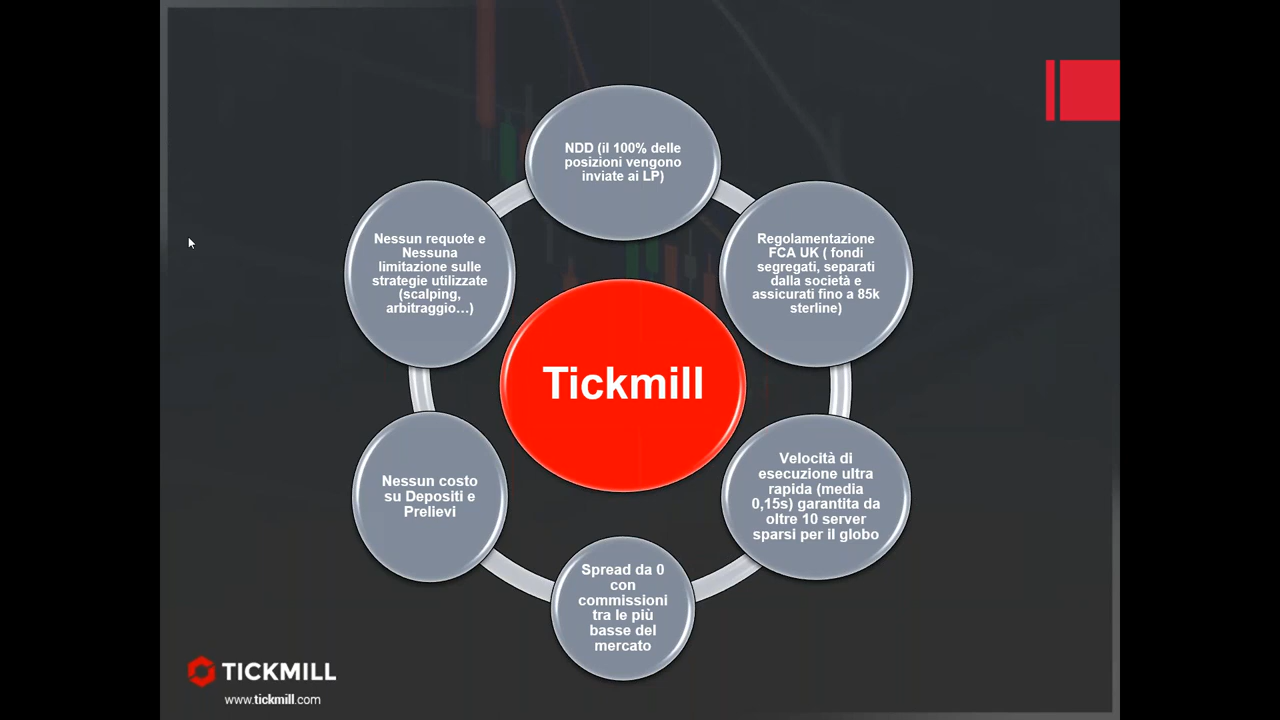 NDD (il 100% delle
posizioni vengono
inviate ai LP)
Regolamentazione
FCA UK ( fondi
segregati, separati
dalla società e
assicurati fino a 85k
sterline)
Velocità di
esecuzione ultra
rapida (media
0,15s) garantita da
oltre 10 server
sparsi per il globo
Spread da 0
con
commissioni
tra le più
basse del
mercato
Nessun costo
su Depositi e
Prelievi
Nessun requote e
Nessuna
limitazione sulle
strategie utilizzate
(scalping,
arbitraggio...)
Tickmill
TICKMILL
www.tickmill.com